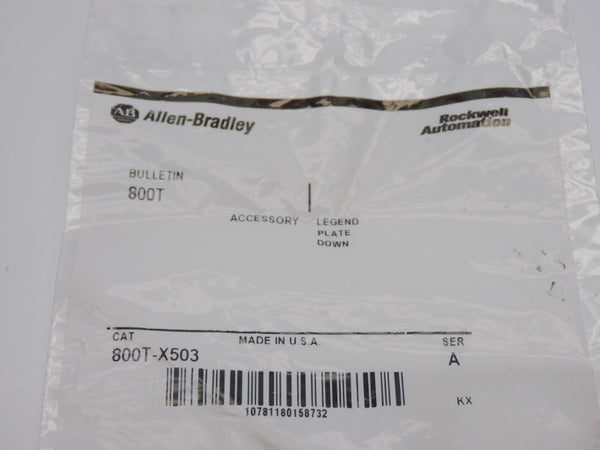 AB Allen-Bradley
Rockwell
Automation
BULLETIN
800T
ACCESSORY LEGEND
PLATE
DOWN
CAT MADE IN U.S.A. SER
800T-X503 A
10781180158732
KX